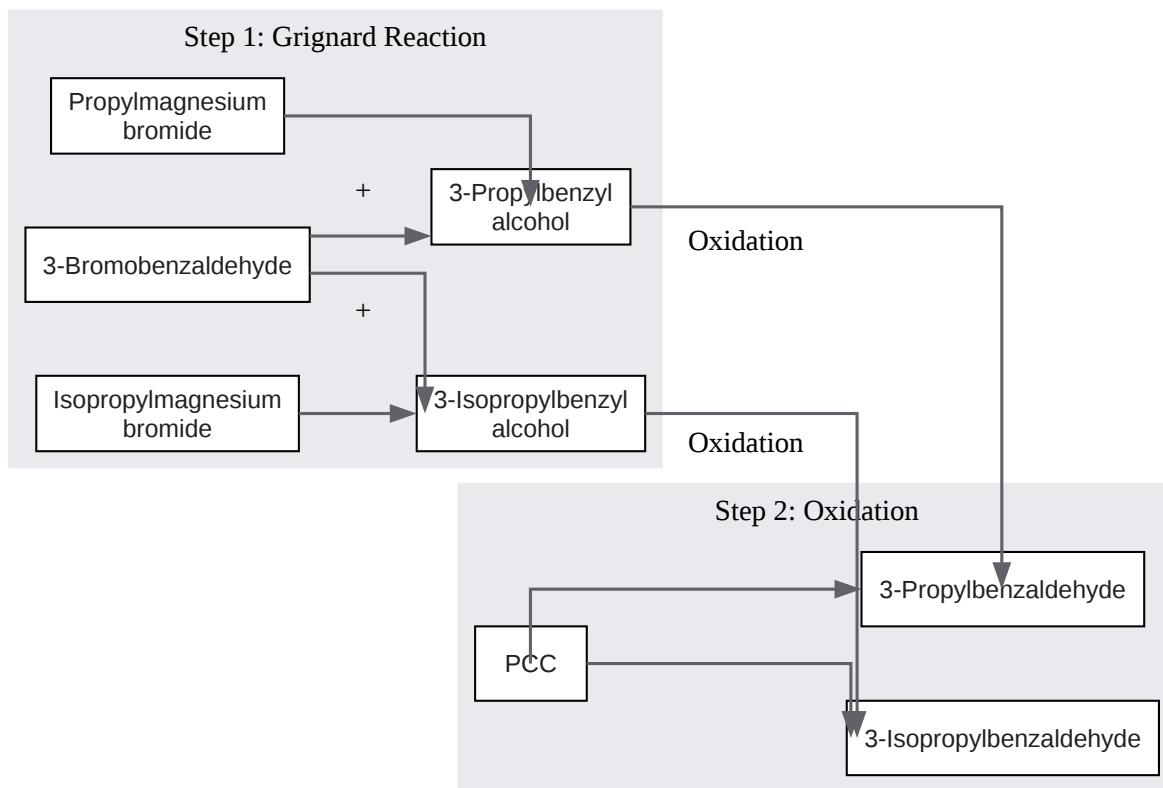 Step 1: Grignard Reaction
Propylmagnesium
bromide
+
3-Propylbenzyl
alcohol
Oxidation
3-Bromobenzaldehyde
+
Isopropylmagnesium
bromide
3-Isopropylbenzyl
alcohol
Oxidation
Step 2: Oxidation
3-Propylbenzaldehyde
PCC
3-Isopropylbenzaldehyde